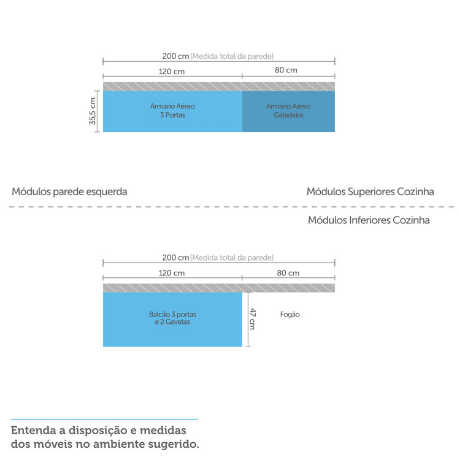 200 cm (Medida total da parede)
120 cm
80 cm
35,5 cm
Armário Aéreo
3 Portas
Armário Aéreo
Geladeira
Módulos parede esquerda
Módulos Superiores Cozinha
Módulos Inferiores Cozinha
200 cm (Medida total da parede)
120 cm
80 cm
Balcão 3 portas
e 2 Gavetas
47 cm
Fogão
Entenda a disposição e medidas
dos móveis no ambiente sugerido.